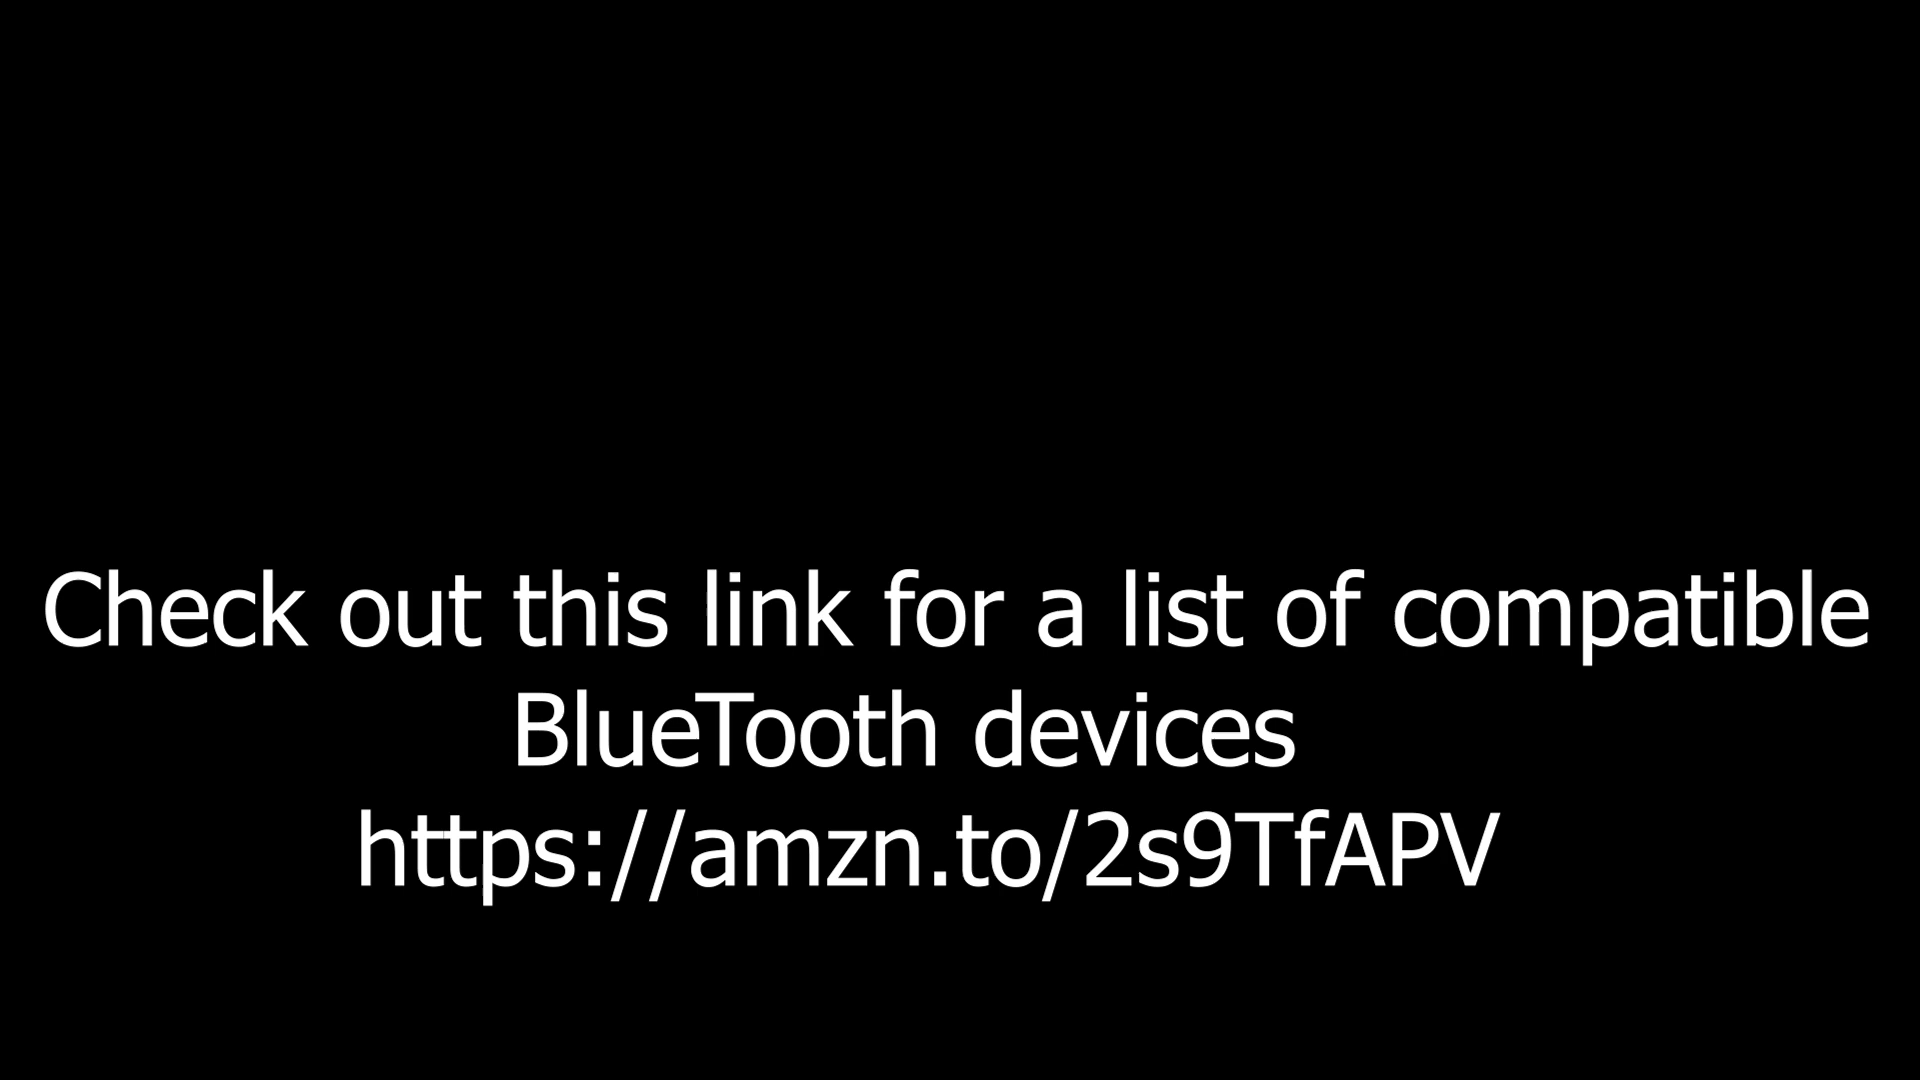 Check out this link for a list of compatible
BlueTooth devices
https://amzn.to/2s9TfAPV